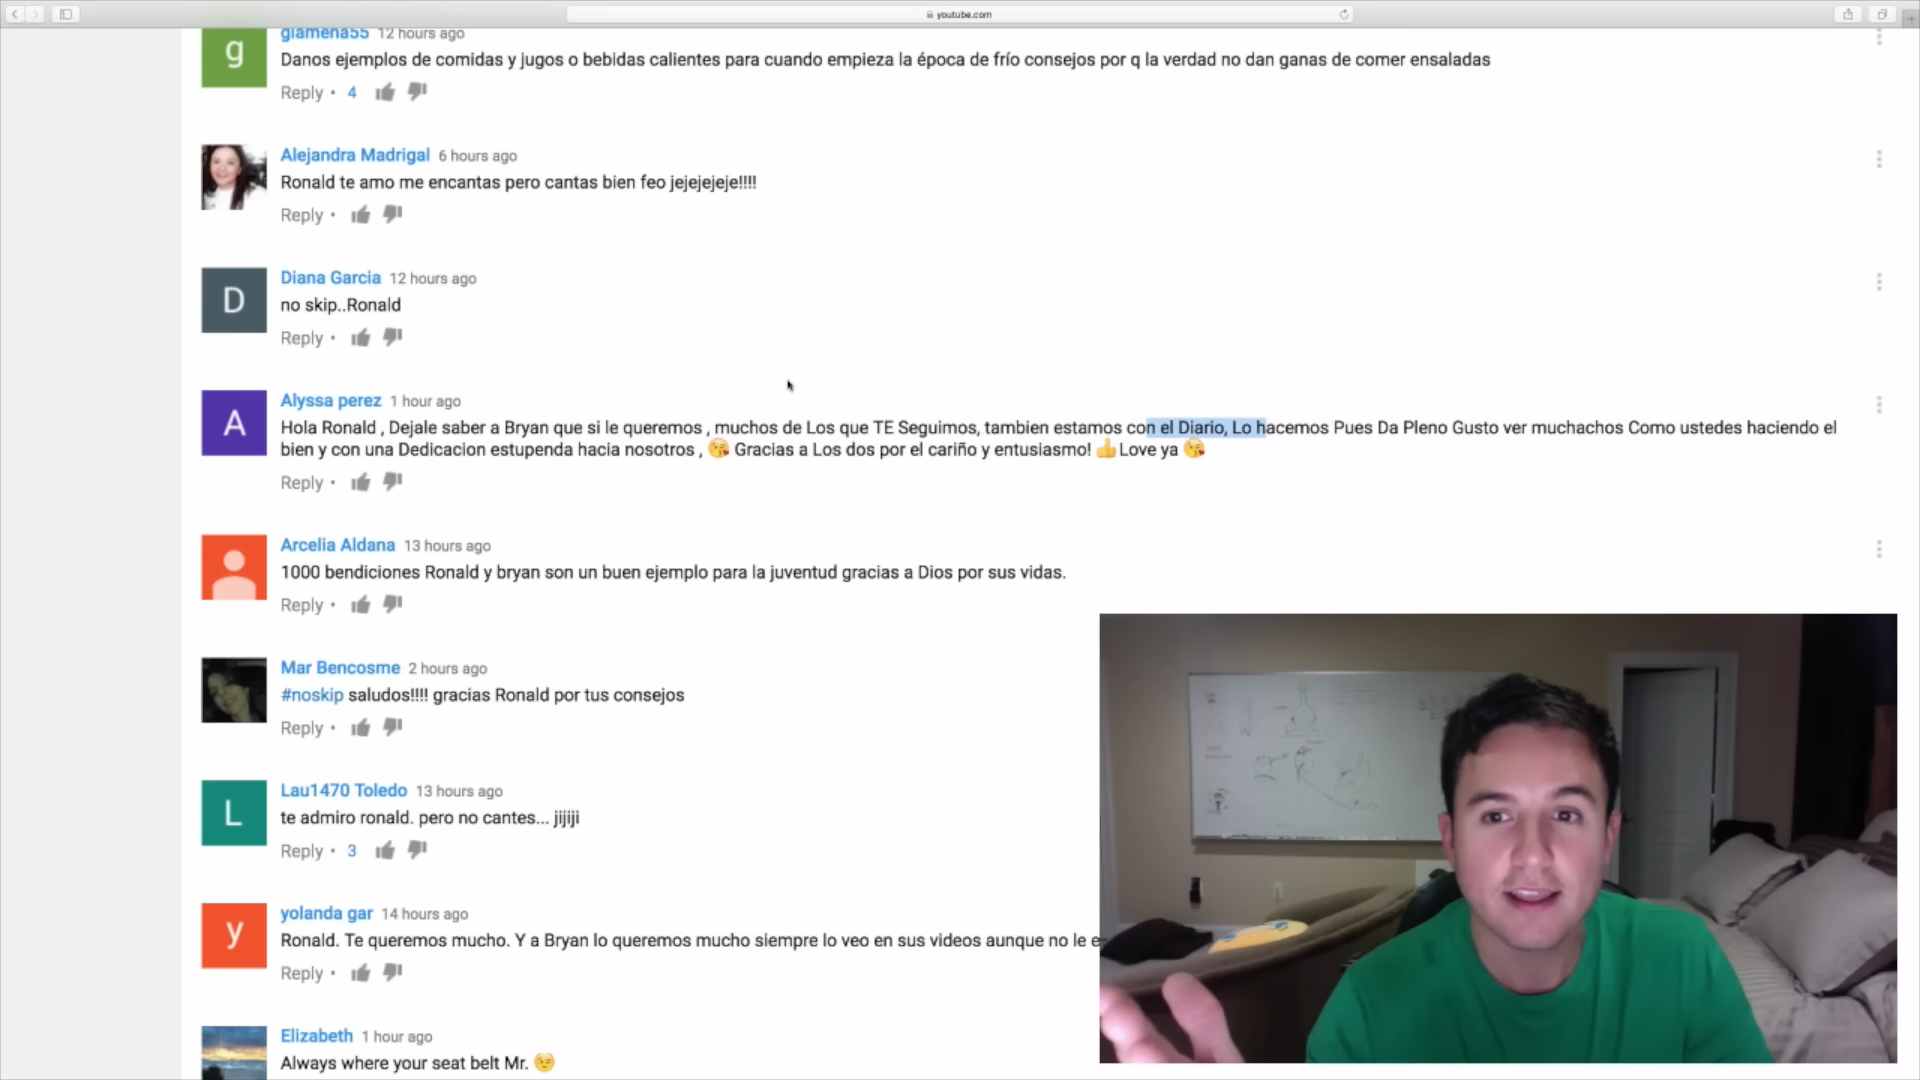 youtube.com
g
giamena55 12 hours ago
Danos ejemplos de comidas y jugos o bebidas calientes para cuando empieza la época de frío consejos por q la verdad no dan ganas de comer ensaladas
Reply • 4
Alejandra Madrigal 6 hours ago
Ronald te amo me encantas pero cantas bien feo jejejejeje!!!!
Reply •
D
Diana Garcia 12 hours ago
no skip..Ronald
Reply •
A
Alyssa perez 1 hour ago
Hola Ronald , Dejale saber a Bryan que si le queremos , muchos de Los que TE Seguimos, tambien estamos con el Diario, Lo hacemos Pues Da Pleno Gusto ver muchachos Como ustedes haciendo el
bien y con una Dedicacion estupenda hacia nosotros , 😘 Gracias a Los dos por el cariño y entusiasmo! 👍Love ya 😘
Reply •
Arcelia Aldana 13 hours ago
1000 bendiciones Ronald y bryan son un buen ejemplo para la juventud gracias a Dios por sus vidas.
Reply •
Mar Bencosme 2 hours ago
#noskip saludos!!!! gracias Ronald por tus consejos
Reply •
L
Lau1470 Toledo 13 hours ago
te admiro ronald. pero no cantes... jijiji
Reply • 3
y
yolanda gar 14 hours ago
Ronald. Te queremos mucho. Y a Bryan lo queremos mucho siempre lo veo en sus videos aunque no le
Reply •
Elizabeth 1 hour ago
Always where your seat belt Mr. 😉